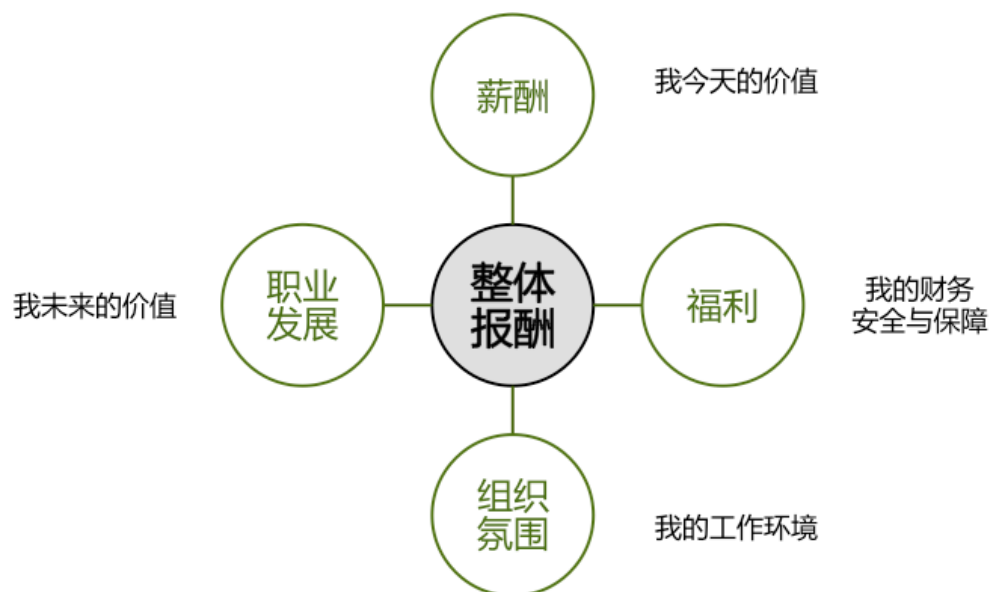 薪酬
我今天的价值
我未来的价值
职业
发展
整体
报酬
福利
我的财务
安全与保障
组织
氛围
我的工作环境